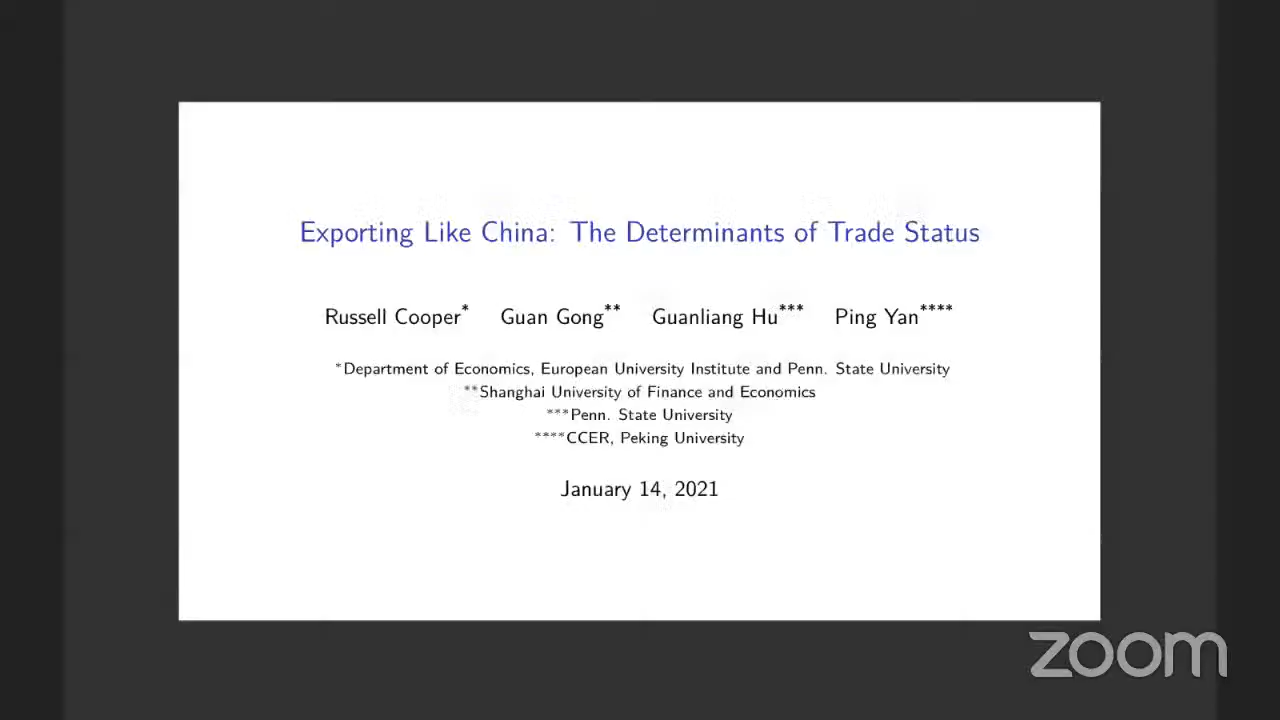 Exporting Like China: The Determinants of Trade Status
Russell Cooper* Guan Gong** Guanliang Hu*** Ping Yan****
*Department of Economics, European University Institute and Penn. State University
**Shanghai University of Finance and Economics
***Penn. State University
****CCER, Peking University
January 14, 2021
zoom